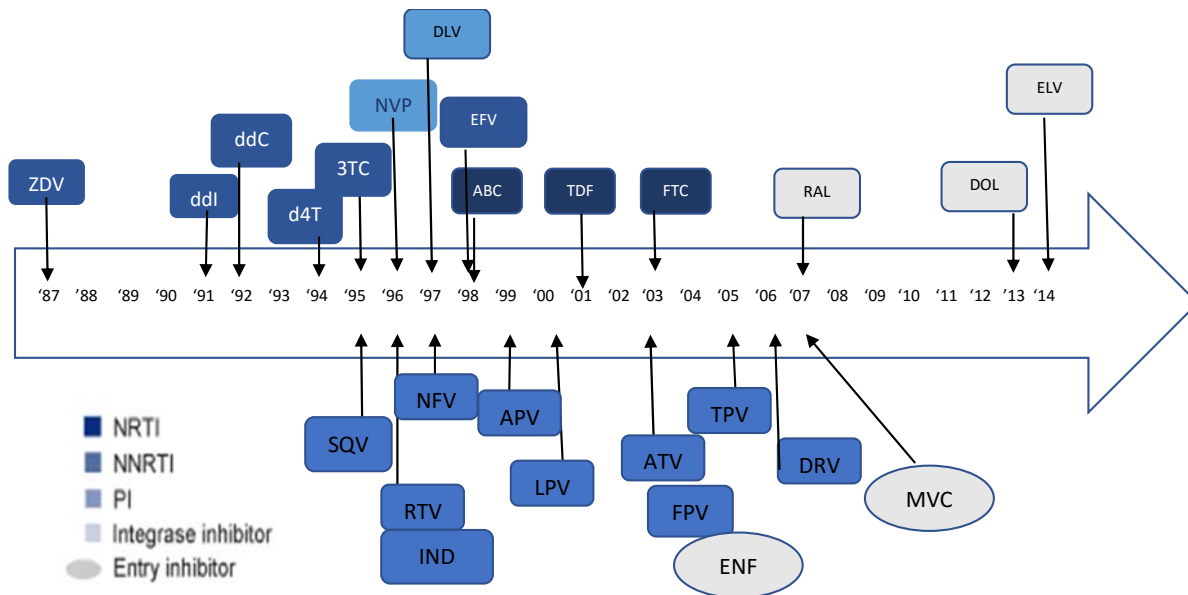 DLV
ELV
NVP
EFV
ddC
3TC
ZDV
ddI
d4T
ABC
TDF
FTC
RAL
DOL
‘87 ‘88 ‘89 ‘90 ‘91 ‘92 ‘93 ‘94 ‘95 ‘96 ‘97 ‘98 ‘99 ‘00 ‘01 ‘02 ‘03 ‘04 ‘05 ‘06 ‘07 ‘08 ‘09 ‘10 ‘11 ‘12 ‘13 ‘14
NFV
APV
TPV
SQV
LPV
ATV
DRV
MVC
RTV
FPV
IND
ENF
NRTI
NNRTI
PI
Integrase inhibitor
Entry inhibitor